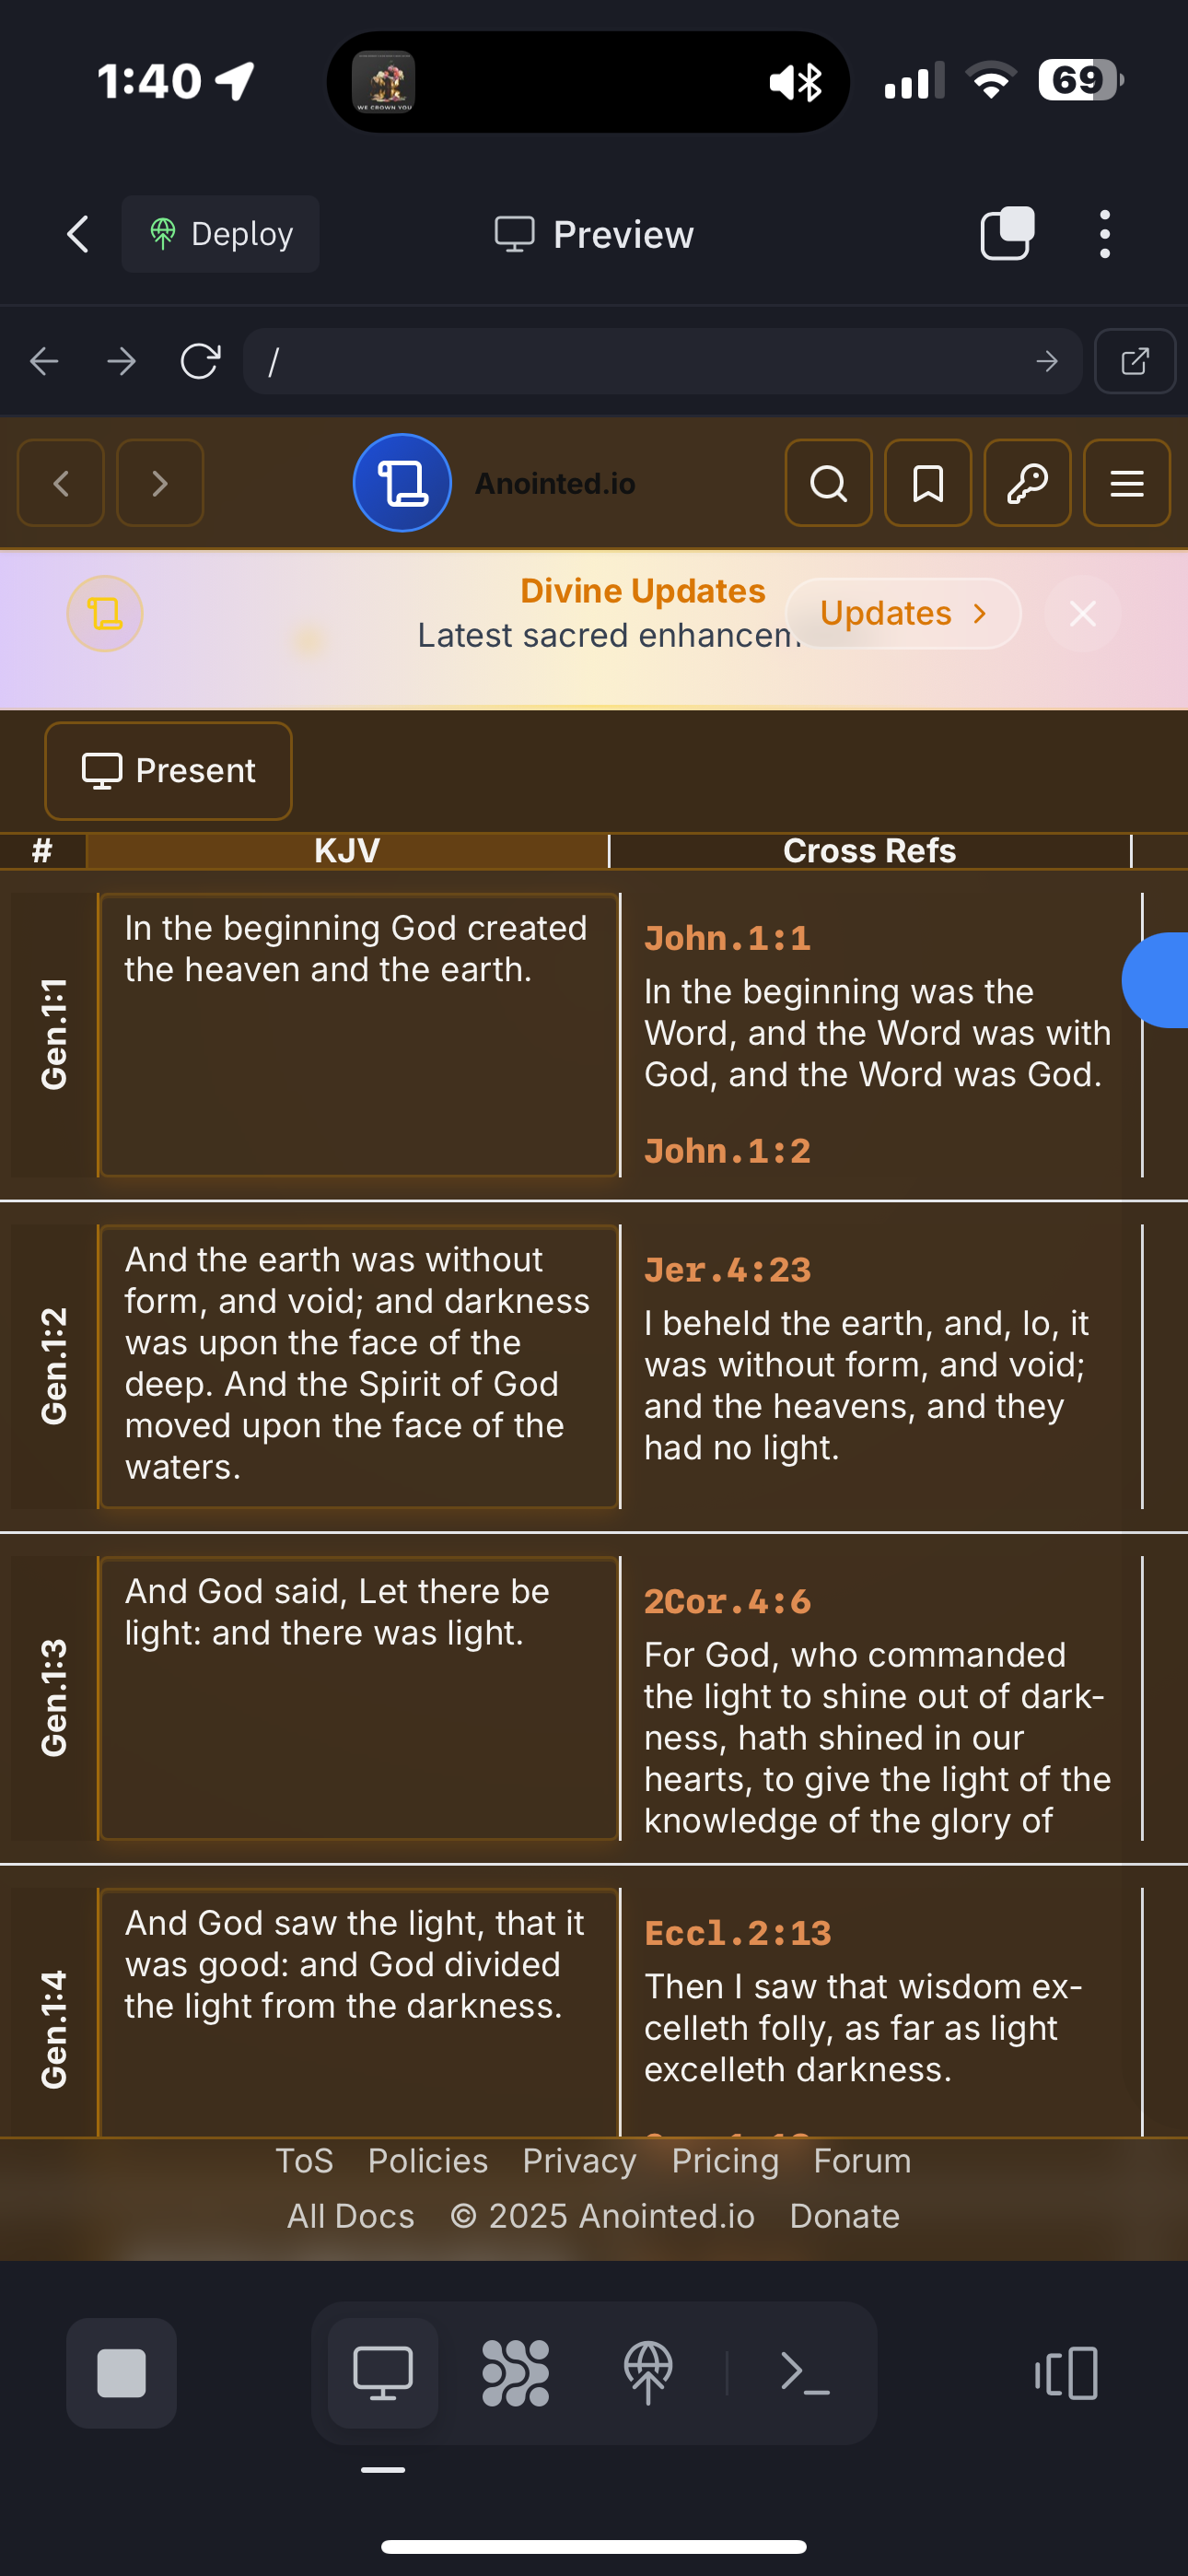 1:40
WE CROWN YOU
69
Deploy
Preview
/
Anointed.io
Divine Updates
Latest sacred enhancem
Updates
Present
# KJV Cross Refs
Gen.1:1
In the beginning God created
the heaven and the earth.
John.1:1
In the beginning was the
Word, and the Word was with
God, and the Word was God.
John.1:2
Gen.1:2
And the earth was without
form, and void; and darkness
was upon the face of the
deep. And the Spirit of God
moved upon the face of the
waters.
Jer.4:23
I beheld the earth, and, lo, it
was without form, and void;
and the heavens, and they
had no light.
Gen.1:3
And God said, Let there be
light: and there was light.
2Cor.4:6
For God, who commanded
the light to shine out of dark-
ness, hath shined in our
hearts, to give the light of the
knowledge of the glory of
Gen.1:4
And God saw the light, that it
was good: and God divided
the light from the darkness.
Eccl.2:13
Then I saw that wisdom ex-
celleth folly, as far as light
excelleth darkness.
ToS Policies Privacy Pricing Forum
All Docs © 2025 Anointed.io Donate